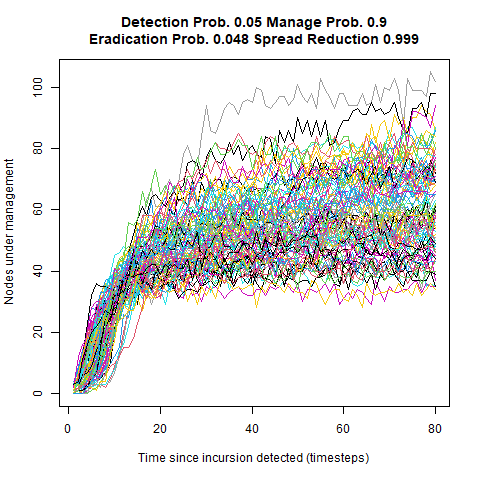 Detection Prob. 0.05 Manage Prob. 0.9
Eradication Prob. 0.048 Spread Reduction 0.999
Nodes under management
100
80
60
40
20
0
0 20 40 60 80
Time since incursion detected (timesteps)